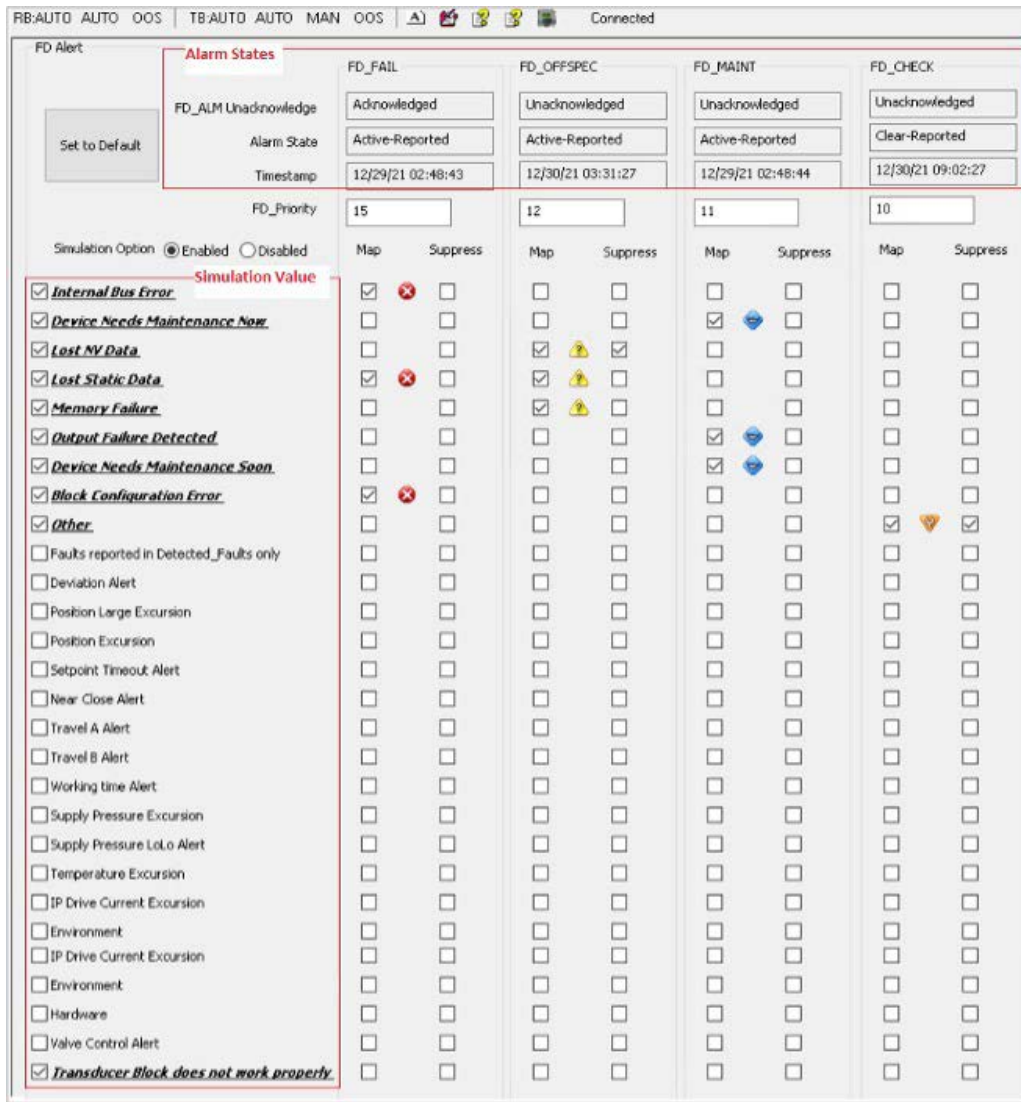 RB:AUTO AUTO OOS TB:AUTO AUTO MAN OOS A) Connected
FD Alert
Alarm States
FD_FAIL FD_OFFSPEC FD_MAINT FD_CHECK
FD_ALM Unacknowledge Acknowledged Unacknowledged Unacknowledged Unacknowledged
Set to Default
Alarm State Active-Reported Active-Reported Active-Reported Clear-Reported
Timestamp 12/29/21 02:48:43 12/30/21 03:31:27 12/29/21 02:48:44 12/30/21 09:02:27
FD_Priority 15 12 11 10
Simulation Option Enabled Disabled Map Suppress Map Suppress Map Suppress Map Suppress
Simulation Value
Internal Bus Error
Device Needs Maintenance Now
Lost NV Data
Lost Static Data
Memory Failure
Output Failure Detected
Device Needs Maintenance Soon
Block Configuration Error
Other
Faults reported in Detected_Faults only
Deviation Alert
Position Large Excursion
Position Excursion
Setpoint Timeout Alert
Near Close Alert
Travel A Alert
Travel B Alert
Working time Alert
Supply Pressure Excursion
Supply Pressure LoLo Alert
Temperature Excursion
IP Drive Current Excursion
Environment
IP Drive Current Excursion
Environment
Hardware
Valve Control Alert
Transducer Block does not work properly